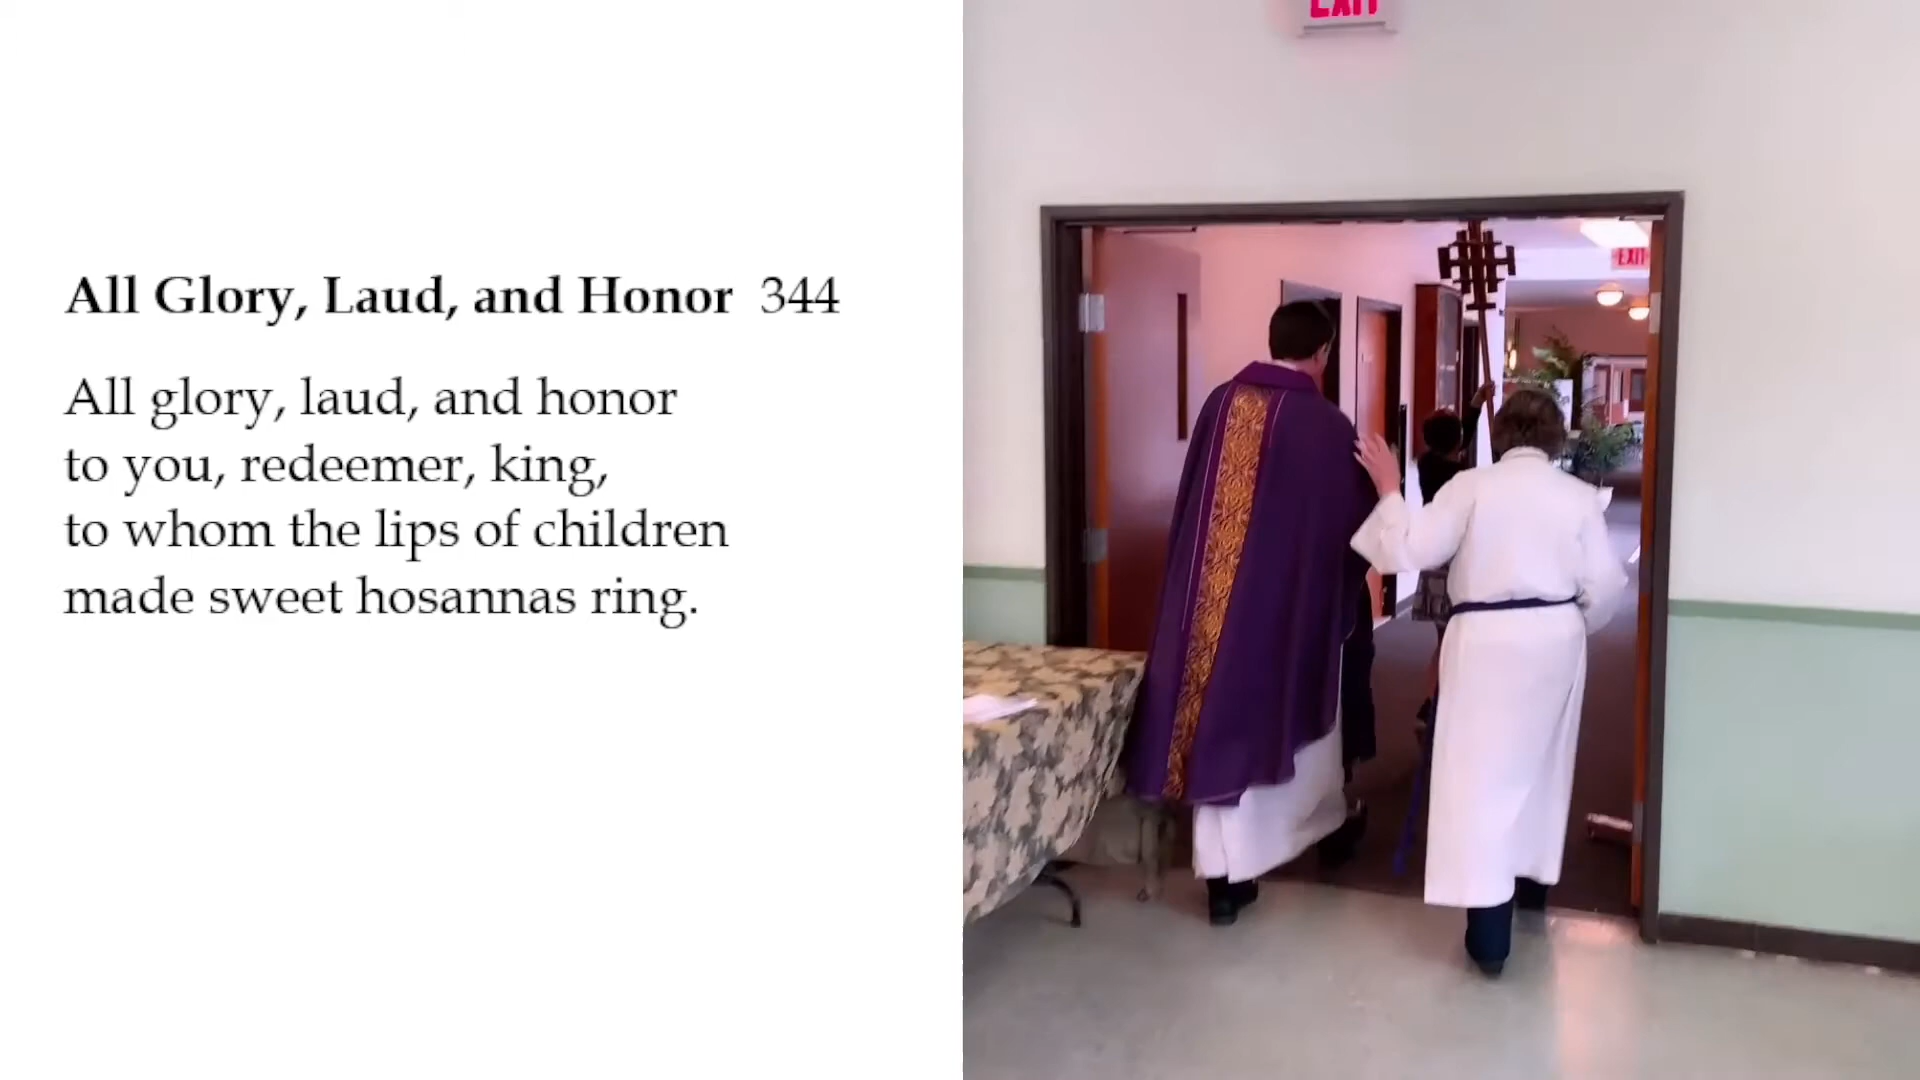 All Glory, Laud, and Honor 344
All glory, laud, and honor
to you, redeemer, king,
to whom the lips of children
made sweet hosannas ring.
EXIT
EXIT